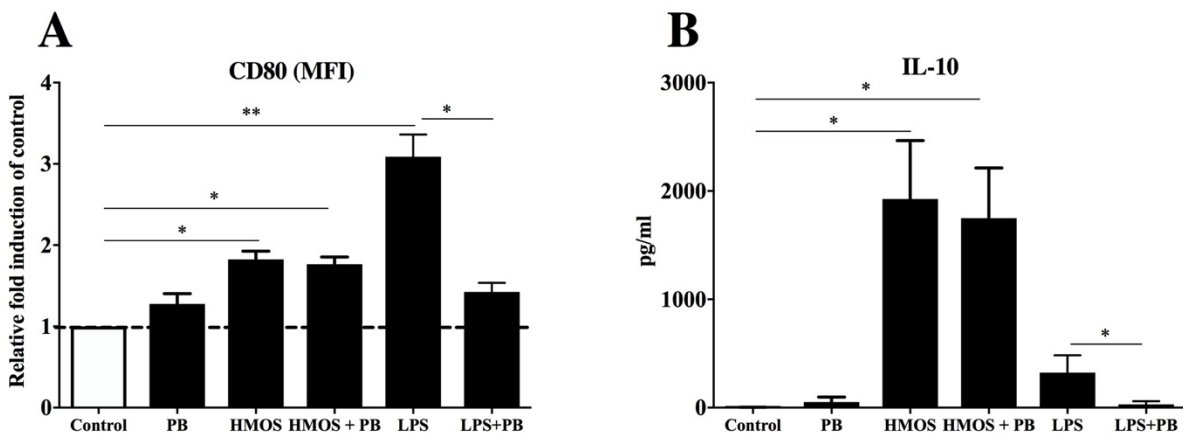 A
CD80 (MFI)
Relative fold induction of control
4
3
2
1
0
**
*
*
*
Control PB HMOS HMOS + PB LPS LPS+PB
B
IL-10
pg/ml
3000
2000
1000
0
*
*
*
Control PB HMOS HMOS + PB LPS LPS+PB